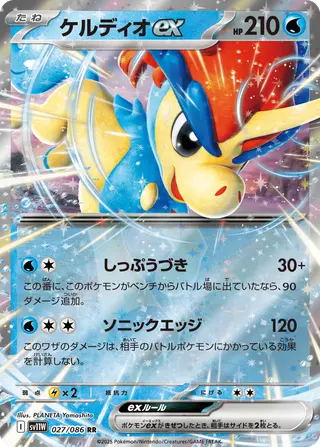 たね ケルディオex HP210
しっぷうづき 30+
この番に、このポケモンがベンチからバトル場に出ていたなら、90
ダメージ追加。
ソニックエッジ 120
このワザのダメージは、相手のバトルポケモンにかかっている効果
を計算しない。
弱点 ×2 抵抗力
Illus. PLANETA Yamashita
exルール
ポケモンexがきぜつしたとき、相手はサイドを2枚とる。
I sv11W 027/086 RR
©2025 Pokémon/Nintendo/Creatures/GAME FREAK.